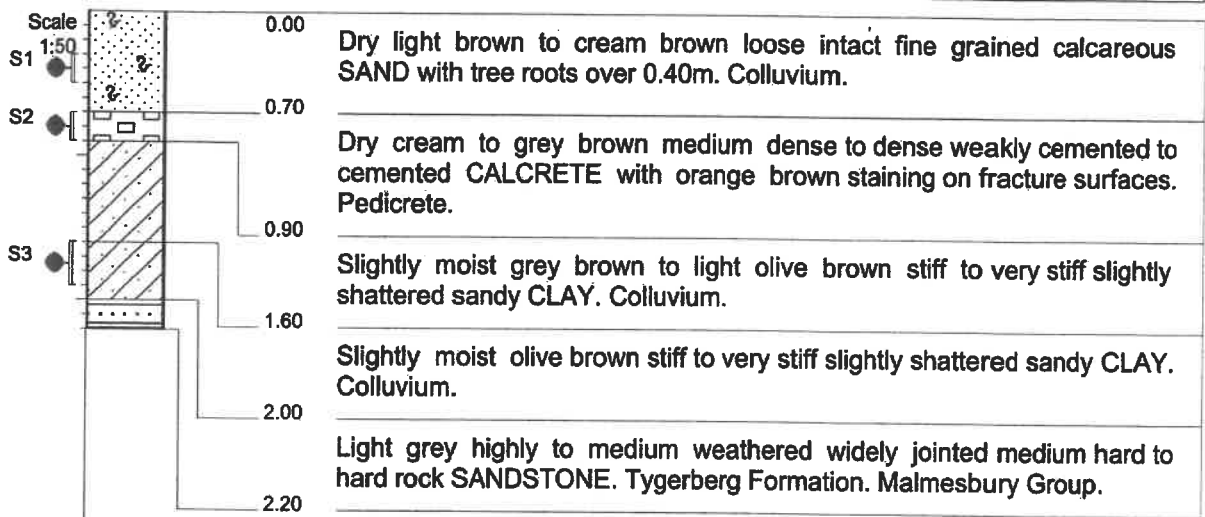 Scale
1:50
S1
S2
S3
0.00
Dry light brown to cream brown loose intact fine grained calcareous
SAND with tree roots over 0.40m. Colluvium.
0.70
Dry cream to grey brown medium dense to dense weakly cemented to
cemented CALCRETE with orange brown staining on fracture surfaces.
Pedicrete.
0.90
Slightly moist grey brown to light olive brown stiff to very stiff slightly
shattered sandy CLAY. Colluvium.
1.60
Slightly moist olive brown stiff to very stiff slightly shattered sandy CLAY.
Colluvium.
2.00
Light grey highly to medium weathered widely jointed medium hard to
hard rock SANDSTONE. Tygerberg Formation. Malmesbury Group.
2.20